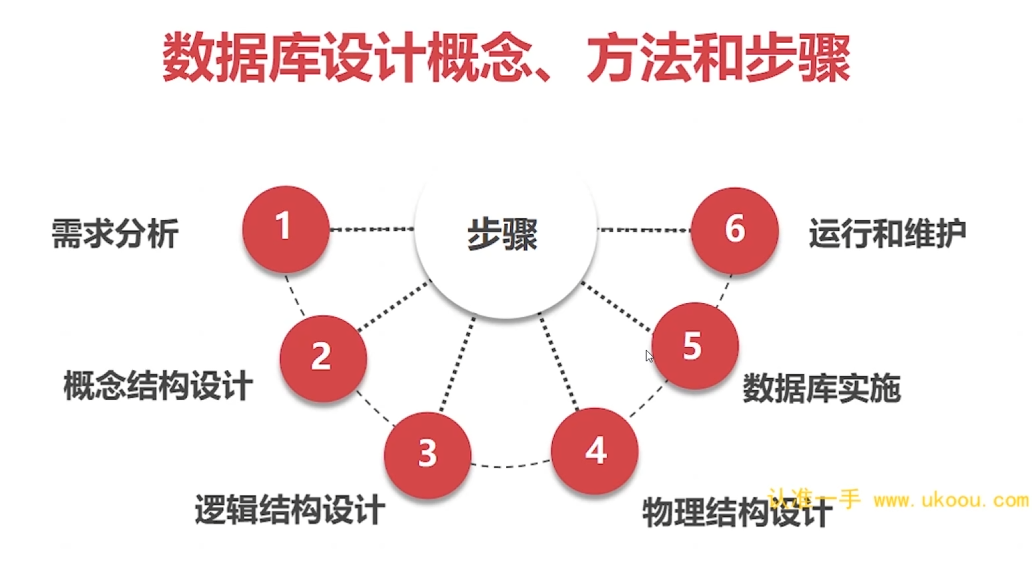 数据库设计概念、方法和步骤
步骤
1
需求分析
2
概念结构设计
3
逻辑结构设计
4
物理结构设计
5
数据库实施
6
运行和维护
认准一手 www.ukoou.com